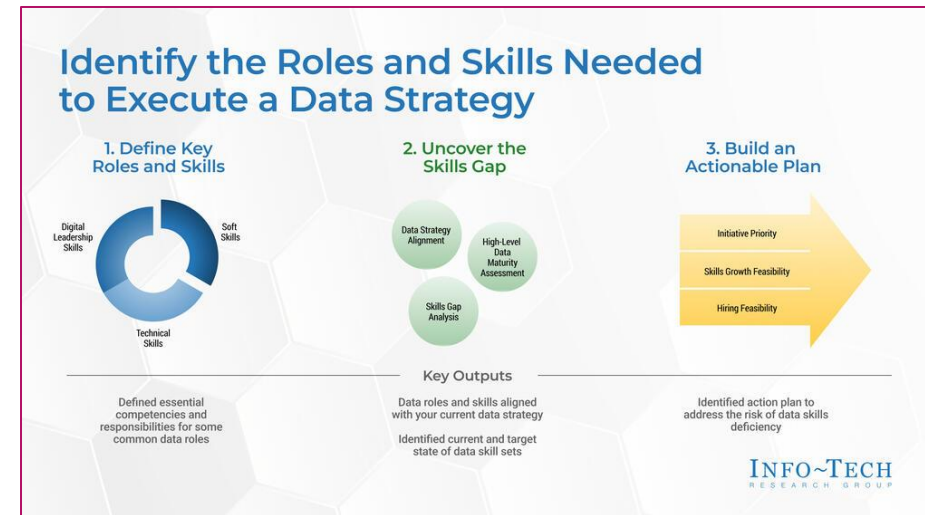 Identify the Roles and Skills Needed
to Execute a Data Strategy
1. Define Key
Roles and Skills
Digital
Leadership
Skills
Soft
Skills
Technical
Skills
2. Uncover the
Skills Gap
Data Strategy
Alignment
High-Level
Data
Maturity
Assessment
Skills Gap
Analysis
3. Build an
Actionable Plan
Initiative Priority
Skills Growth Feasibility
Hiring Feasibility
Key Outputs
Defined essential
competencies and
responsibilities for some
common data roles
Data roles and skills aligned
with your current data strategy
Identified current and target
state of data skill sets
Identified action plan to
address the risk of data skills
deficiency
INFO~TECH
RESEARCH GROUP